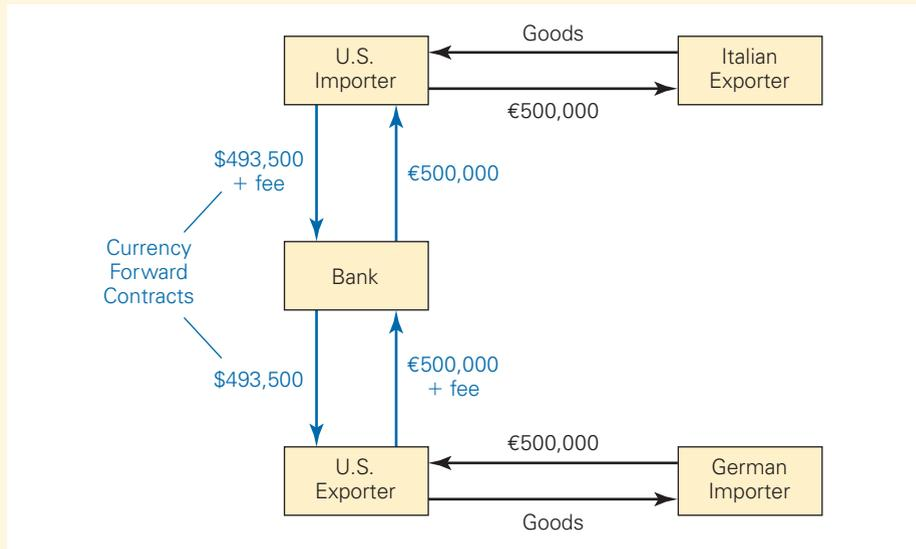 Goods
U.S.
Importer
Italian
Exporter
€500,000
$493,500
+ fee
€500,000
Currency
Forward
Contracts
Bank
$493,500
€500,000
+ fee
€500,000
U.S.
Exporter
German
Importer
Goods